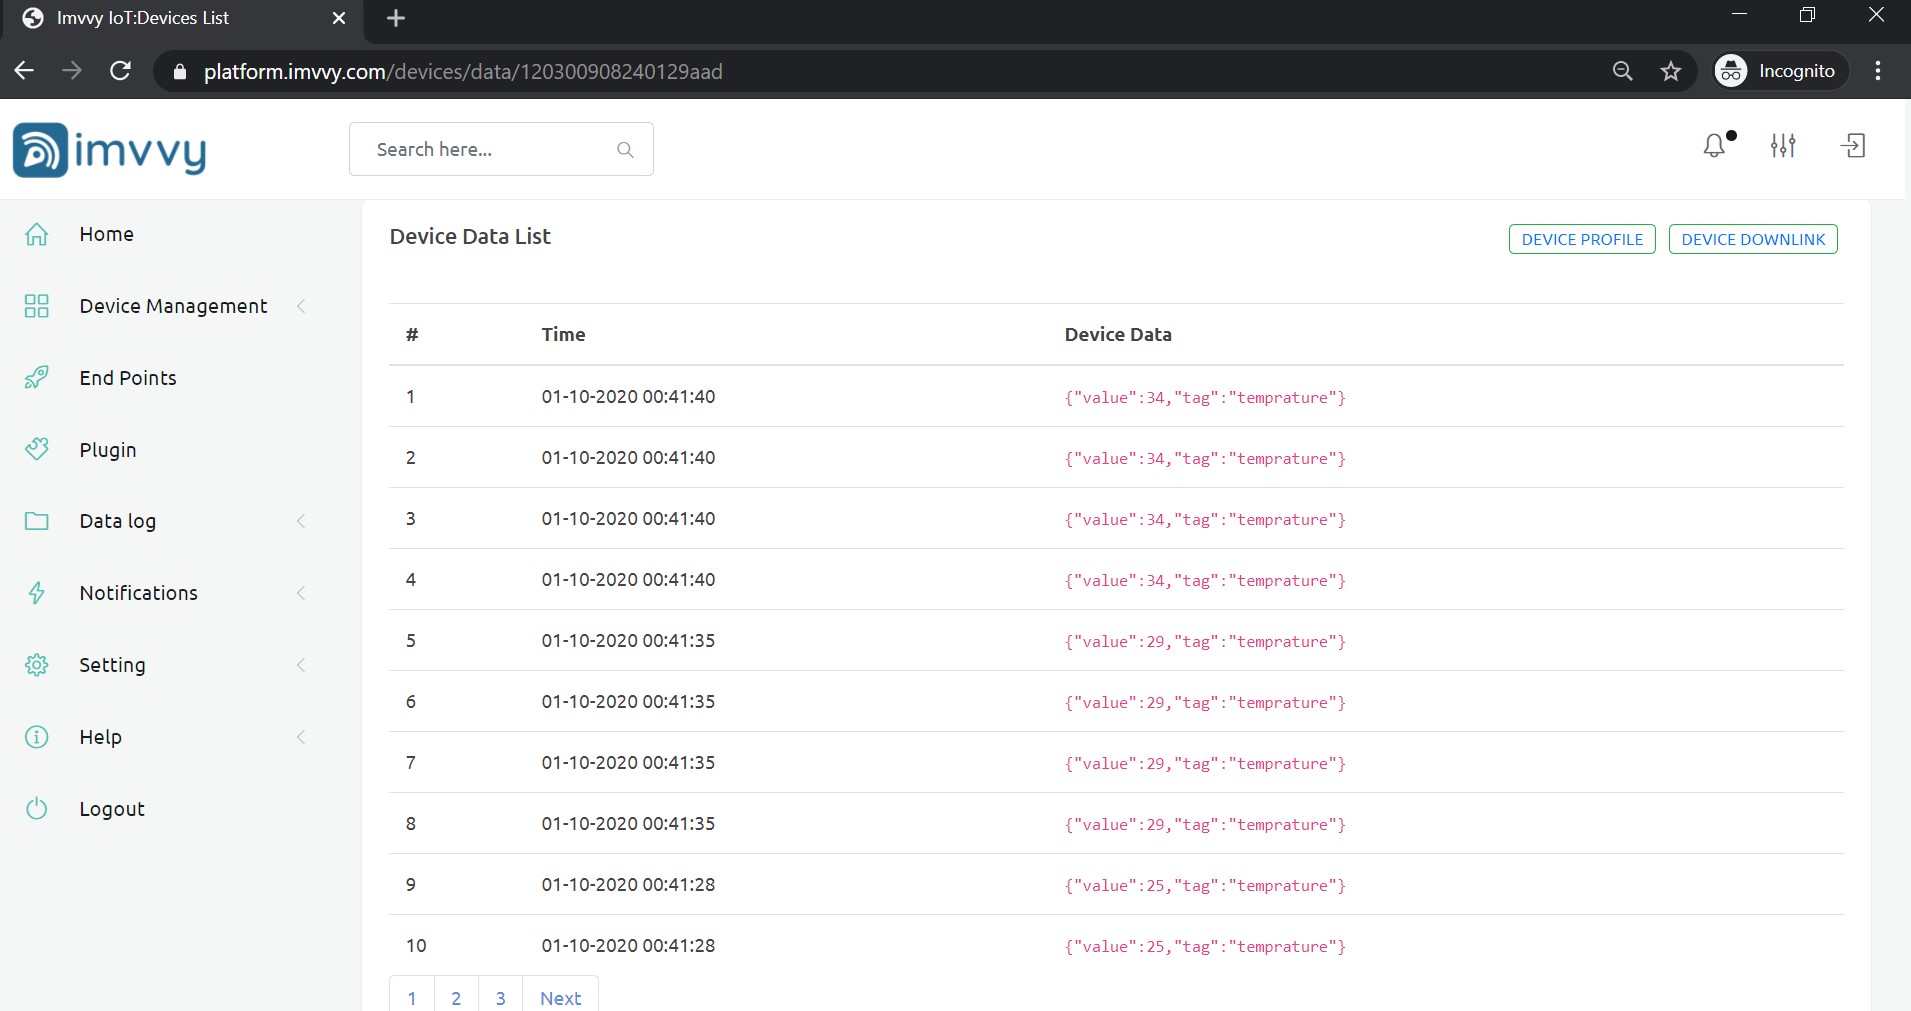 Imvvy IoT:Devices List
platform.imvvy.com/devices/data/120300908240129aad
Incognito
imvvy
Search here...
Home
Device Management
End Points
Plugin
Data log
Notifications
Setting
Help
Logout
Device Data List
DEVICE PROFILE DEVICE DOWNLINK
# Time Device Data
1 01-10-2020 00:41:40 {"value":34,"tag":"temprature"}
2 01-10-2020 00:41:40 {"value":34,"tag":"temprature"}
3 01-10-2020 00:41:40 {"value":34,"tag":"temprature"}
4 01-10-2020 00:41:40 {"value":34,"tag":"temprature"}
5 01-10-2020 00:41:35 {"value":29,"tag":"temprature"}
6 01-10-2020 00:41:35 {"value":29,"tag":"temprature"}
7 01-10-2020 00:41:35 {"value":29,"tag":"temprature"}
8 01-10-2020 00:41:35 {"value":29,"tag":"temprature"}
9 01-10-2020 00:41:28 {"value":25,"tag":"temprature"}
10 01-10-2020 00:41:28 {"value":25,"tag":"temprature"}
1 2 3 Next